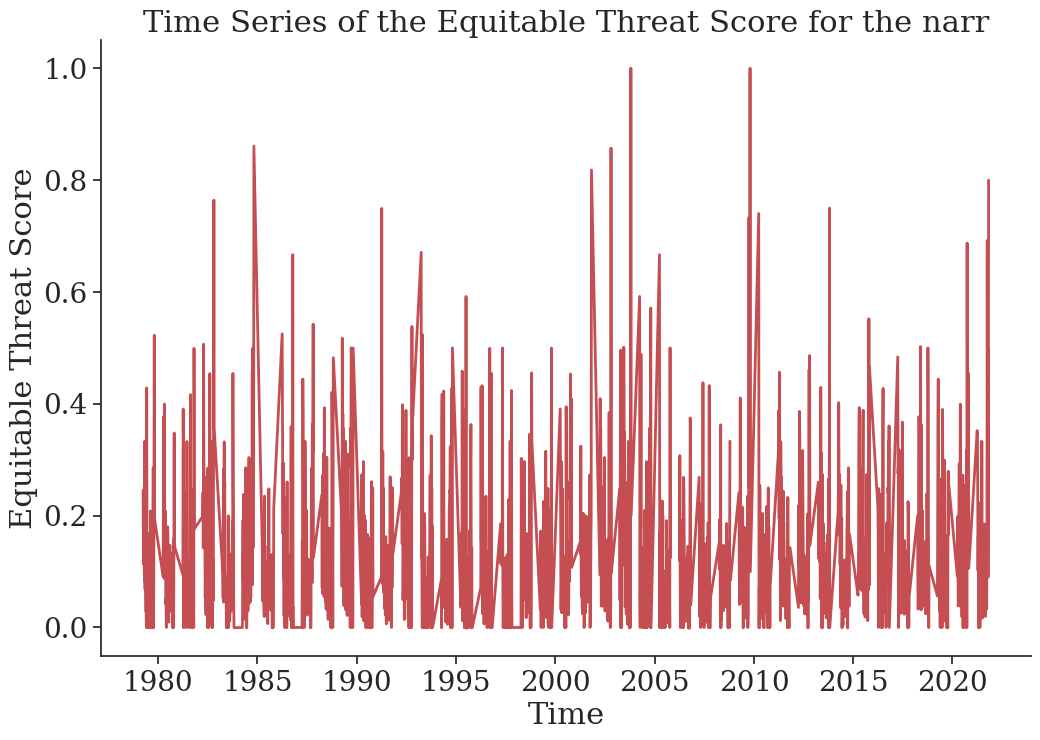 Time Series of the Equitable Threat Score for the narr
1.0
0.8
0.6
0.4
0.2
0.0
Equitable Threat Score
1980 1985 1990 1995 2000 2005 2010 2015 2020
Time